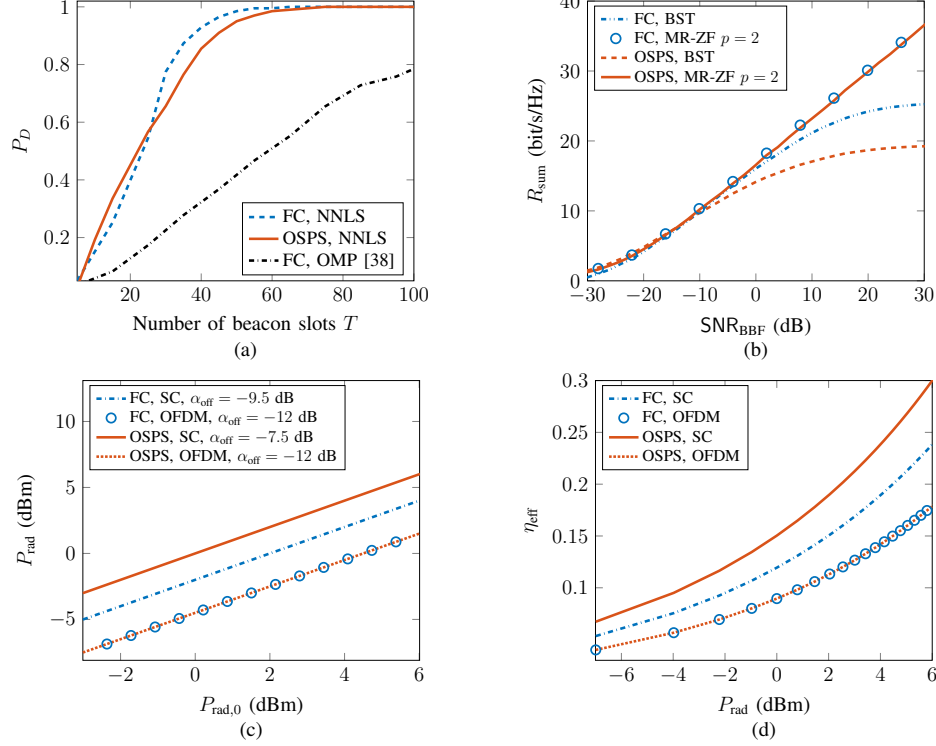 1
0.8
0.6
0.4
0.2
P_D
20 40 60 80 100
Number of beacon slots T
FC, NNLS
OSPS, NNLS
FC, OMP [38]
(a)
40
30
20
10
0
R_sum (bit/s/Hz)
−30 −20 −10 0 10 20 30
SNR_BBF (dB)
FC, BST
FC, MR-ZF p = 2
OSPS, BST
OSPS, MR-ZF p = 2
(b)
10
5
0
−5
P_rad (dBm)
−2 0 2 4 6
P_rad,0 (dBm)
FC, SC, α_off = −9.5 dB
FC, OFDM, α_off = −12 dB
OSPS, SC, α_off = −7.5 dB
OSPS, OFDM, α_off = −12 dB
(c)
0.3
0.25
0.2
0.15
0.1
η_eff
−6 −4 −2 0 2 4 6
P_rad (dBm)
FC, SC
FC, OFDM
OSPS, SC
OSPS, OFDM
(d)